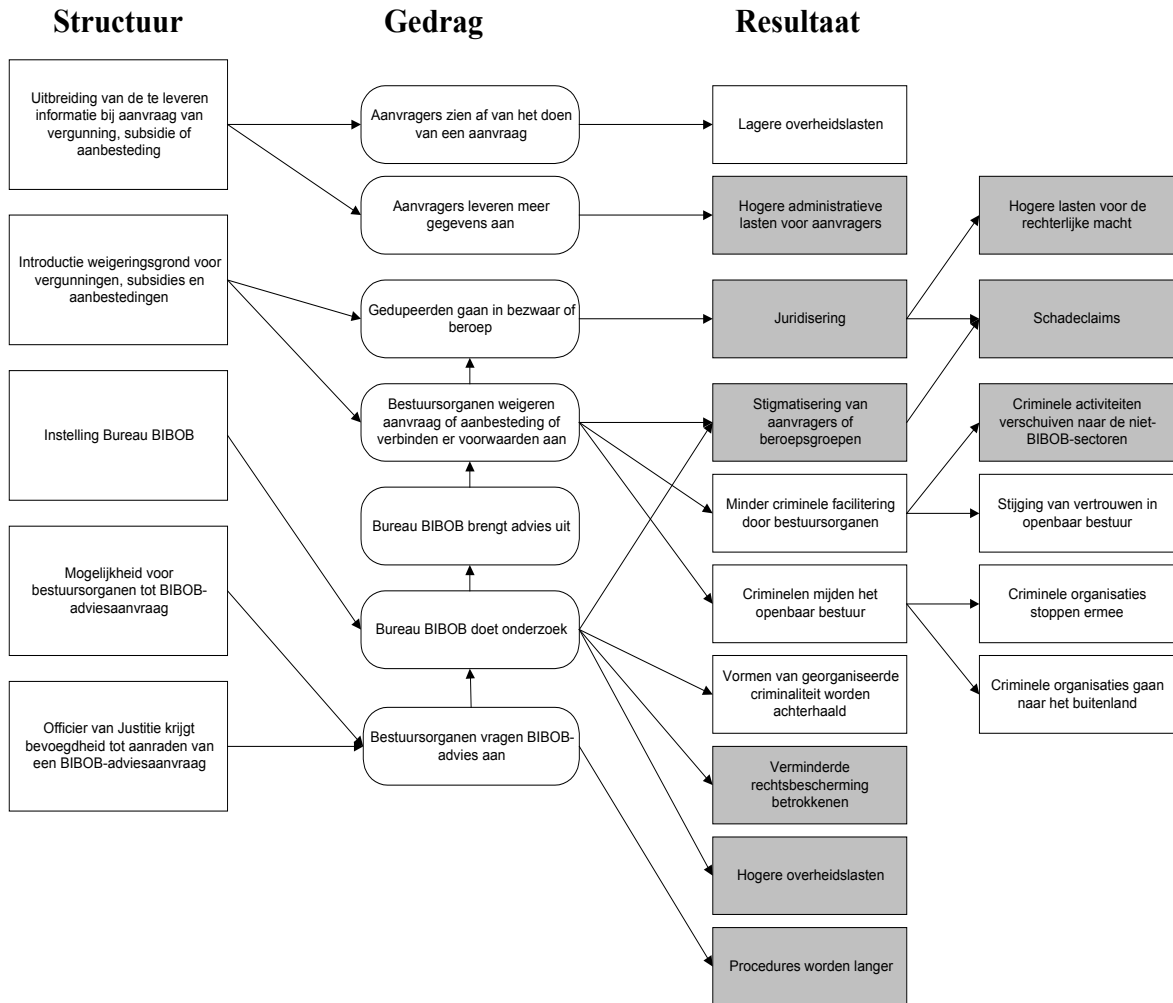 Structuur
Gedrag
Resultaat
Uitbreiding van de te leveren
informatie bij aanvraag van
vergunning, subsidie of
aanbesteding
Introductie weigeringsgrond voor
vergunningen, subsidies en
aanbestedingen
Instelling Bureau BIBOB
Mogelijkheid voor
bestuursorganen tot BIBOB-
adviesaanvraag
Officier van Justitie krijgt
bevoegdheid tot aanraden van
een BIBOB-adviesaanvraag
Aanvragers zien af van het doen
van een aanvraag
Aanvragers leveren meer
gegevens aan
Gedupeerden gaan in bezwaar of
beroep
Bestuursorganen weigeren
aanvraag of aanbesteding of
verbinden er voorwaarden aan
Bureau BIBOB brengt advies uit
Bureau BIBOB doet onderzoek
Bestuursorganen vragen BIBOB-
advies aan
Lagere overheidslasten
Hogere administratieve
lasten voor aanvragers
Juridisering
Stigmatisering van
aanvragers of
beroepsgroepen
Minder criminele facilitering
door bestuursorganen
Criminelen mijden het
openbaar bestuur
Vormen van georganiseerde
criminaliteit worden
achterhaald
Verminderde
rechtsbescherming
betrokkenen
Hogere overheidslasten
Procedures worden langer
Hogere lasten voor de
rechterlijke macht
Schadeclaims
Criminele activiteiten
verschuiven naar de niet-
BIBOB-sectoren
Stijging van vertrouwen in
openbaar bestuur
Criminele organisaties
stoppen ermee
Criminele organisaties gaan
naar het buitenland